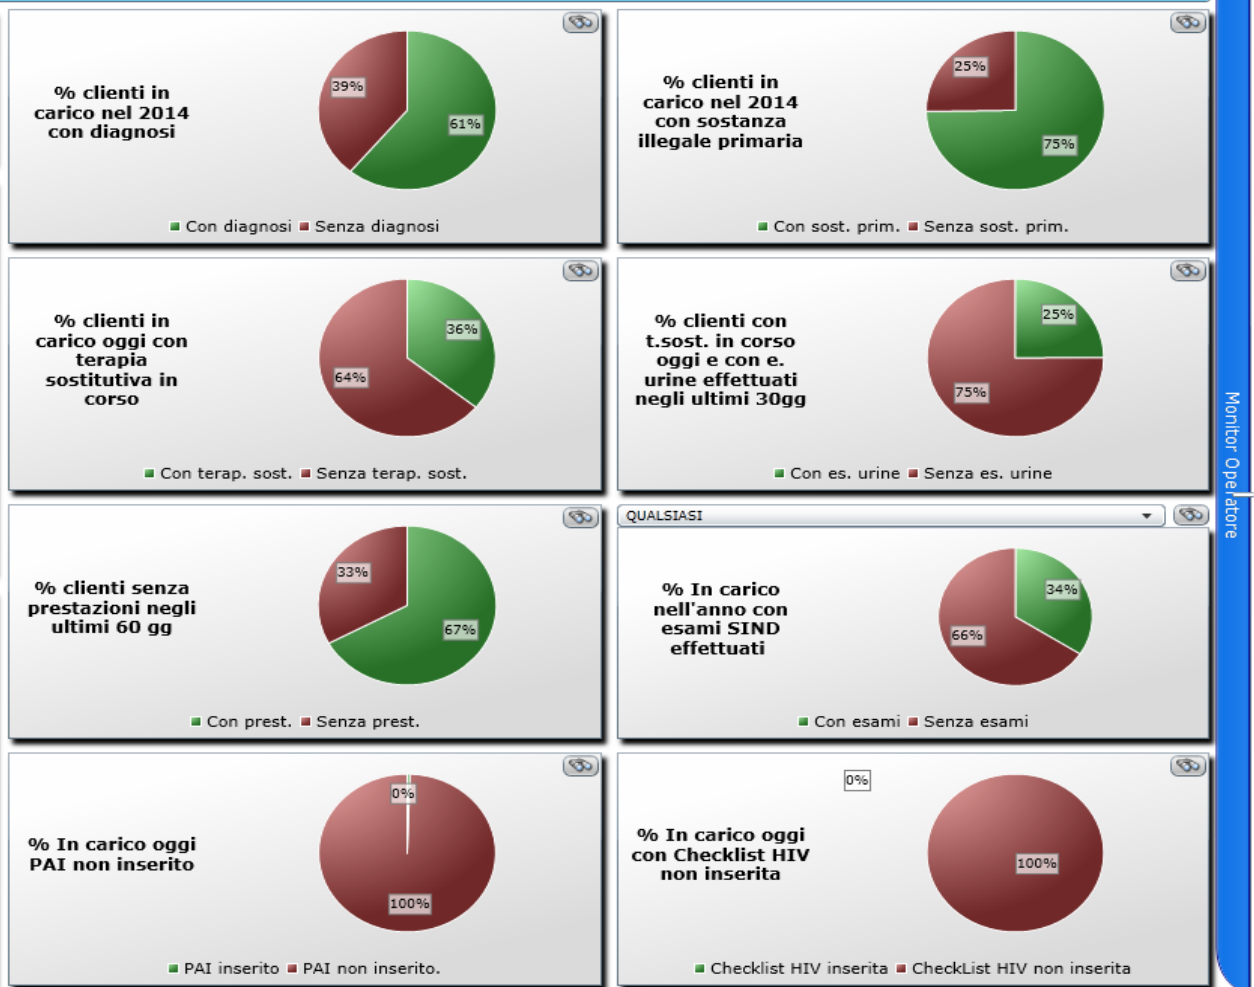 % clienti in
carico nel 2014
con diagnosi
39%
61%
Con diagnosi Senza diagnosi
% clienti in
carico nel 2014
con sostanza
illegale primaria
25%
75%
Con sost. prim. Senza sost. prim.
% clienti in
carico oggi con
terapia
sostitutiva in
corso
36%
64%
Con terap. sost. Senza terap. sost.
% clienti con
t.sost. in corso
oggi e con e.
urine effettuati
negli ultimi 30gg
25%
75%
Con es. urine Senza es. urine
% clienti senza
prestazioni negli
ultimi 60 gg
33%
67%
Con prest. Senza prest.
QUALSIASI
% In carico
nell'anno con
esami SIND
effettuati
34%
66%
Con esami Senza esami
% In carico oggi
PAI non inserito
0%
100%
PAI inserito PAI non inserito.
% In carico oggi
con Checklist HIV
non inserita
0%
100%
Checklist HIV inserita CheckList HIV non inserita
Monitor Operatore